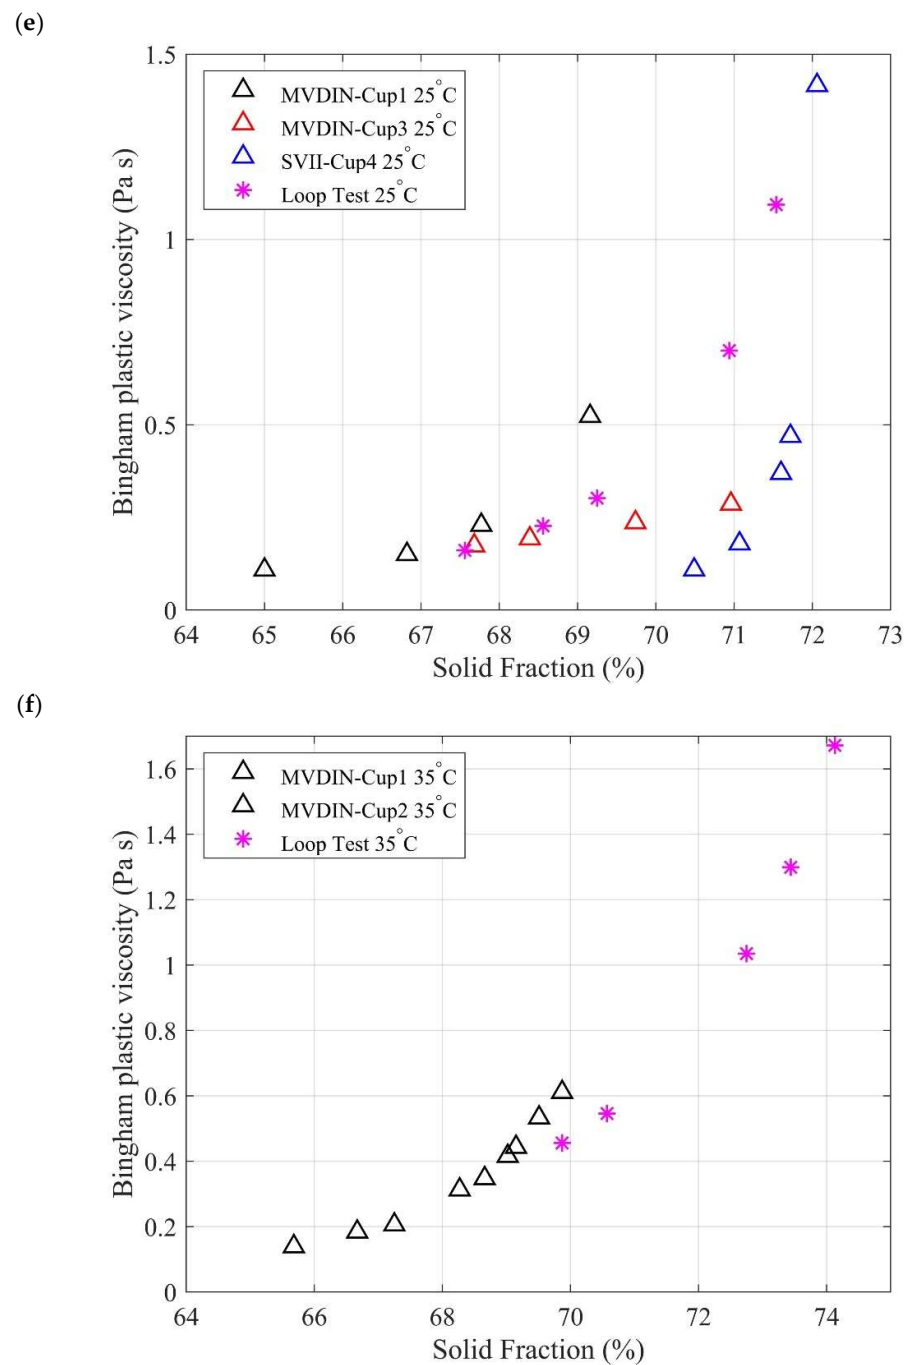 (e)
1.5
1
0.5
0
MVDIN-Cup1 25°C
MVDIN-Cup3 25°C
SVII-Cup4 25°C
Loop Test 25°C
Bingham plastic viscosity (Pa s)
64 65 66 67 68 69 70 71 72 73
Solid Fraction (%)
(f)
1.6
1.4
1.2
1
0.8
0.6
0.4
0.2
0
MVDIN-Cup1 35°C
MVDIN-Cup2 35°C
Loop Test 35°C
Bingham plastic viscosity (Pa s)
64 66 68 70 72 74
Solid Fraction (%)